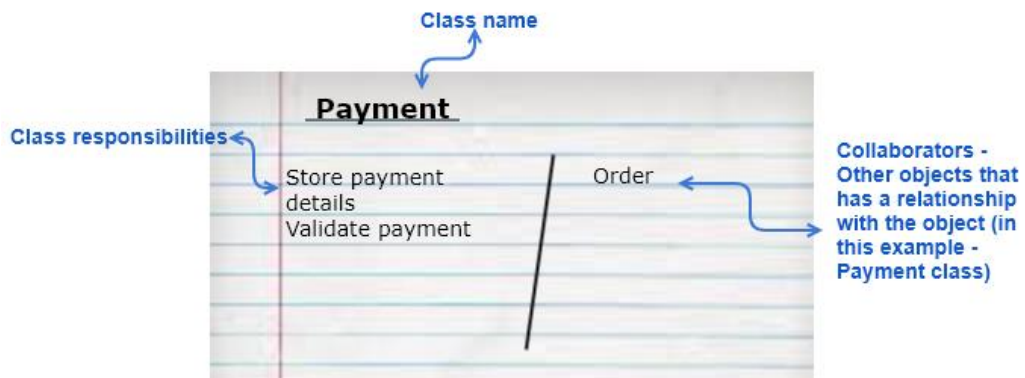 Class name
Payment
Class responsibilities
Store payment
details
Validate payment
Order
Collaborators -
Other objects that
has a relationship
with the object (in
this example -
Payment class)